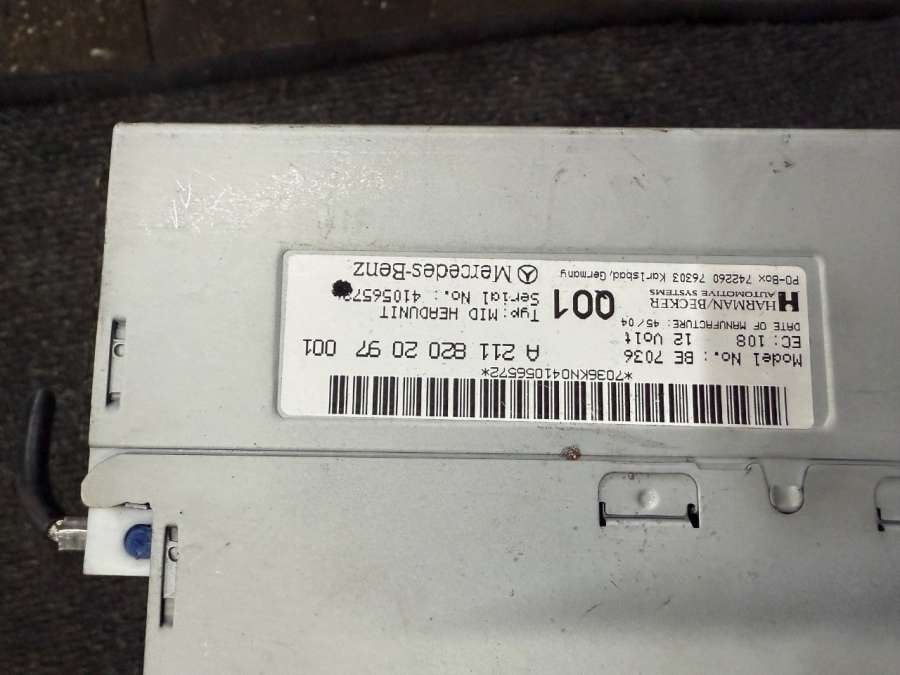 *7036KN041056572*
Model No.: BE 7036
A 211 820 20 97 001
EC: 108 12 Volt
DATE OF MANUFACTURE: 45/04
Typ: MID HEADUNIT
HARMAN/BECKER
AUTOMOTIVE SYSTEMS
Q01
Serial No.: 41056572
PO-Box 742260 76303 Karlsbad, Germany
Mercedes-Benz